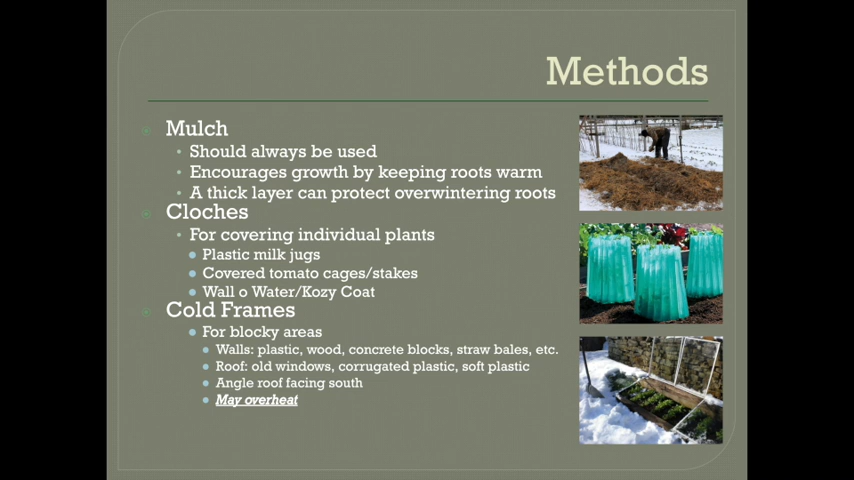 Methods
Mulch
Should always be used
Encourages growth by keeping roots warm
A thick layer can protect overwintering roots
Cloches
For covering individual plants
Plastic milk jugs
Covered tomato cages/stakes
Wall o Water/Kozy Coat
Cold Frames
For blocky areas
Walls: plastic, wood, concrete blocks, straw bales, etc.
Roof: old windows, corrugated plastic, soft plastic
Angle roof facing south
May overheat